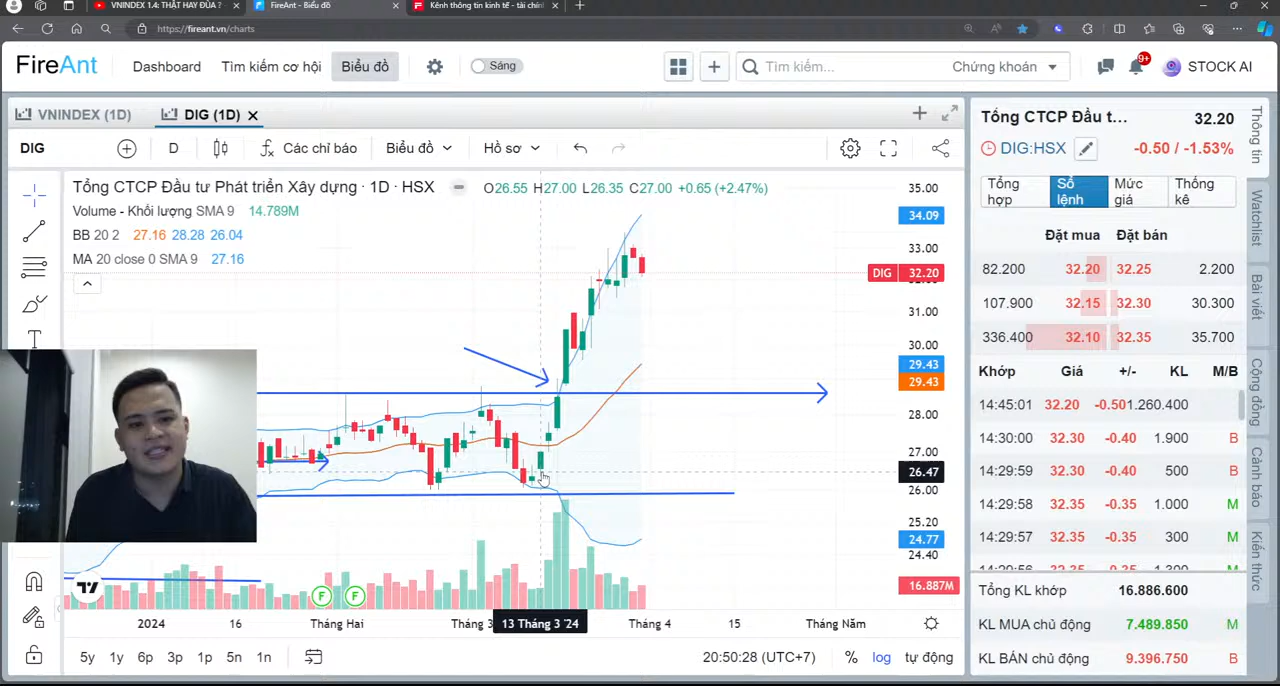 VNINDEX 1.4: THẬT HAY ĐÙA ?
FireAnt - Biểu đồ
Kênh thông tin kinh tế - tài chín
https://fireant.vn/charts
FireAnt
Dashboard
Tìm kiếm cơ hội
Biểu đồ
Sáng
Tìm kiếm...
Chứng khoán
9+
STOCK AI
VNINDEX (1D)
DIG (1D)
DIG
D
Các chỉ báo
Biểu đồ
Hồ sơ
Tổng CTCP Đầu tư Phát triển Xây dựng · 1D · HSX
O26.55 H27.00 L26.35 C27.00 +0.65 (+2.47%)
Volume - Khối lượng SMA 9 14.789M
BB 20 2 27.16 28.28 26.04
MA 20 close 0 SMA 9 27.16
35.00
34.09
33.00
DIG 32.20
31.00
30.00
29.43
29.43
28.00
27.00
26.47
26.00
25.20
24.77
24.40
16.887M
F F
2024 16 Tháng Hai Tháng 3 13 Tháng 3 '24 Tháng 4 15 Tháng Năm
5y 1y 6p 3p 1p 5n 1n
20:50:28 (UTC+7) % log tự động
Tổng CTCP Đầu t... 32.20
DIG:HSX -0.50 / -1.53%
Tổng hợp
Sổ lệnh
Mức giá
Thống kê
Đặt mua Đặt bán
82.200 32.20 32.25 2.200
107.900 32.15 32.30 30.300
336.400 32.10 32.35 35.700
Khớp Giá +/- KL M/B
14:45:01 32.20 -0.50 1.260.400
14:30:00 32.30 -0.40 1.900 B
14:29:59 32.30 -0.40 500 B
14:29:58 32.35 -0.35 1.000 M
14:29:57 32.35 -0.35 300 M
Tổng KL khớp 16.886.600
KL MUA chủ động 7.489.850 M
KL BÁN chủ động 9.396.750 B
Thông tin
Watchlist
Bài viết
Cộng đồng
Cảnh báo
Kiến thức